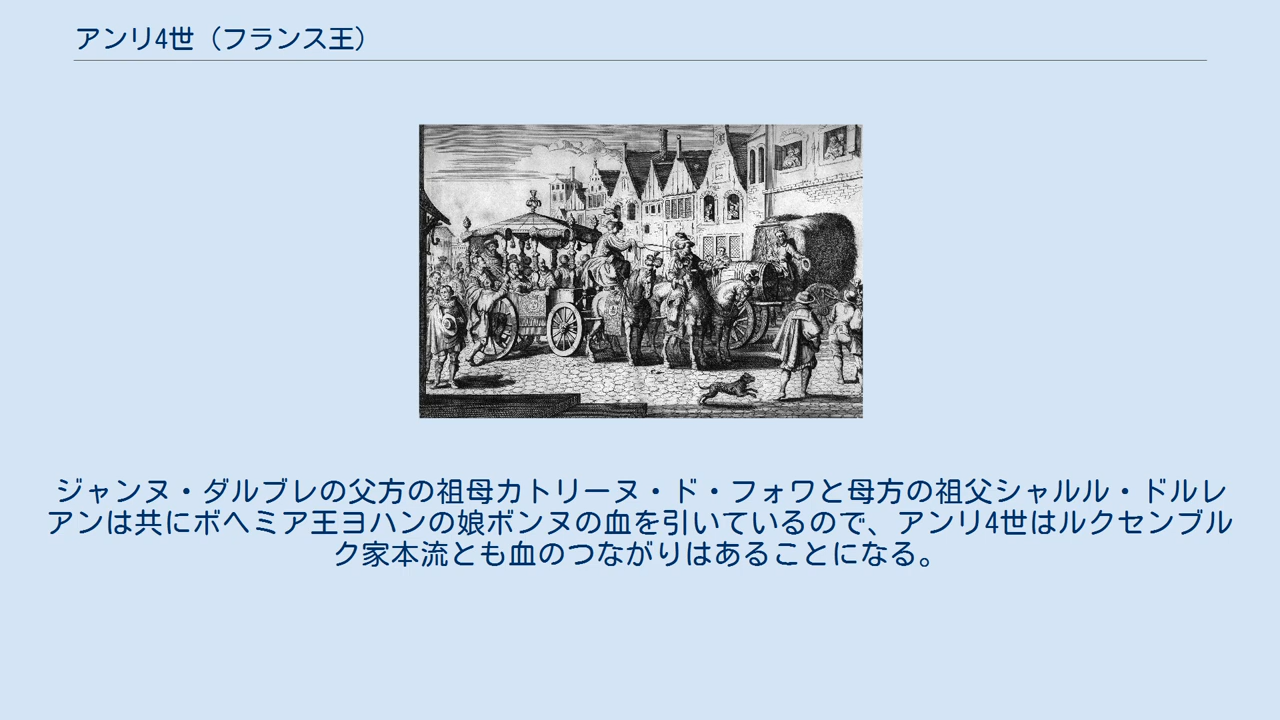 アンリ4世（フランス王）
ジャンヌ・ダルブレの父方の祖母カトリーヌ・ド・フォワと母方の祖父シャルル・ドルレ
アンは共にボヘミア王ヨハンの娘ボンヌの血を引いているので、アンリ4世はルクセンブル
ク家本流とも血のつながりはあることになる。